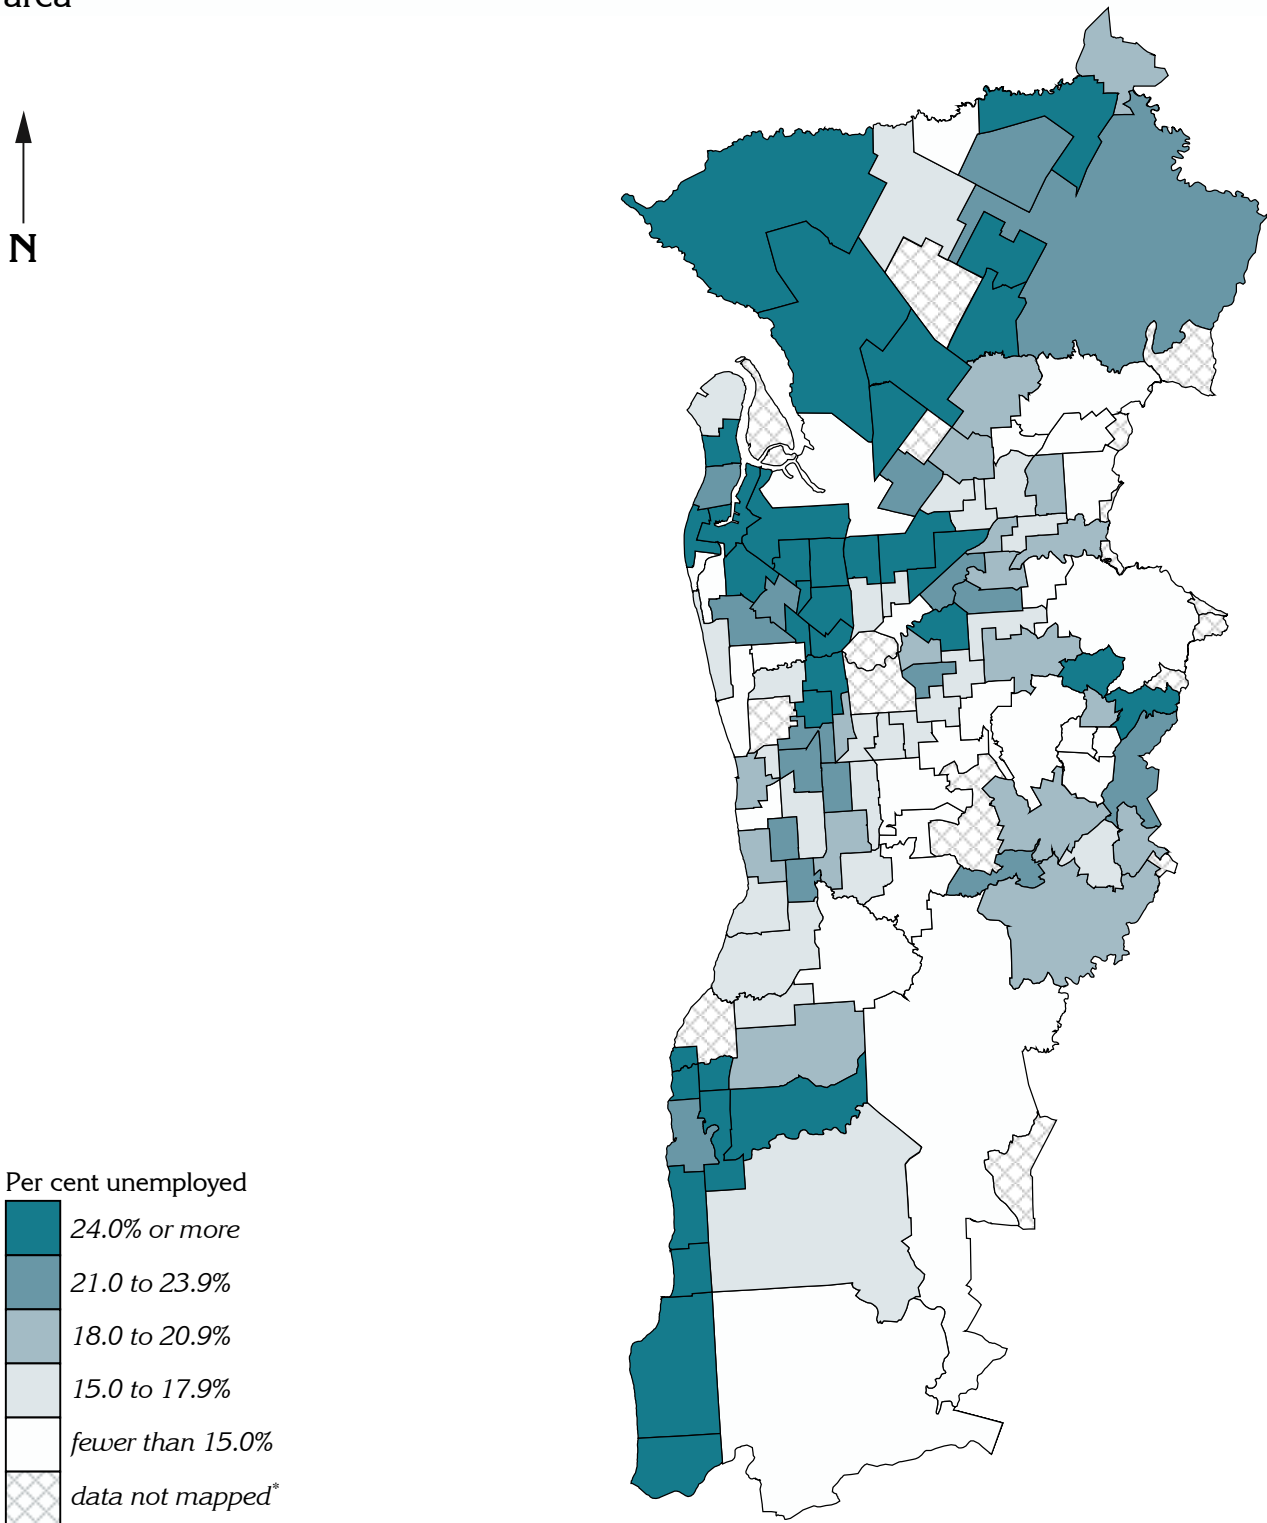 area
N
Per cent unemployed
24.0% or more
21.0 to 23.9%
18.0 to 20.9%
15.0 to 17.9%
fewer than 15.0%
data not mapped*